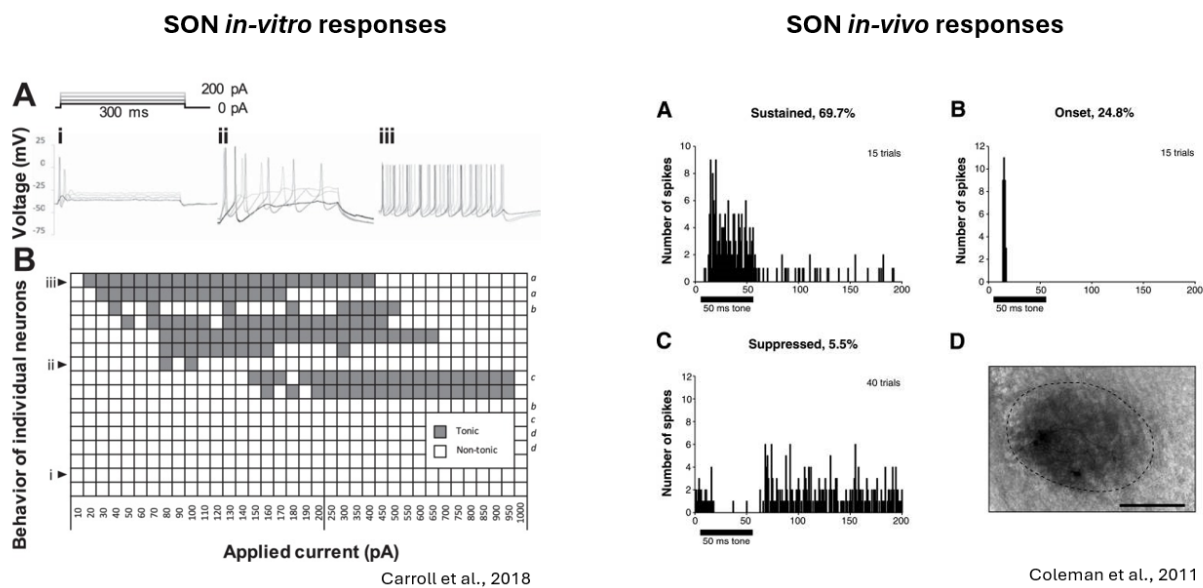 SON in-vitro responses
A
200 pA
0 pA
300 ms
i
ii
iii
Voltage (mV)
25
0
-25
-50
-75
B
Behavior of individual neurons
iii
ii
i
a
a
b
c
b
c
d
d
Tonic
Non-tonic
10 20 30 40 50 60 70 80 90 100 110 120 130 140 150 160 170 180 190 200 250 300 350 400 450 500 550 600 650 700 750 800 850 900 950 1000
Applied current (pA)
Carroll et al., 2018
SON in-vivo responses
A
Sustained, 69.7%
15 trials
Number of spikes
10
8
6
4
2
0
0 50 100 150 200
50 ms tone
B
Onset, 24.8%
15 trials
Number of spikes
12
10
8
6
4
2
0
0 50 100 150 200
50 ms tone
C
Suppressed, 5.5%
40 trials
Number of spikes
12
10
8
6
4
2
0
0 50 100 150 200
50 ms tone
D
Coleman et al., 2011